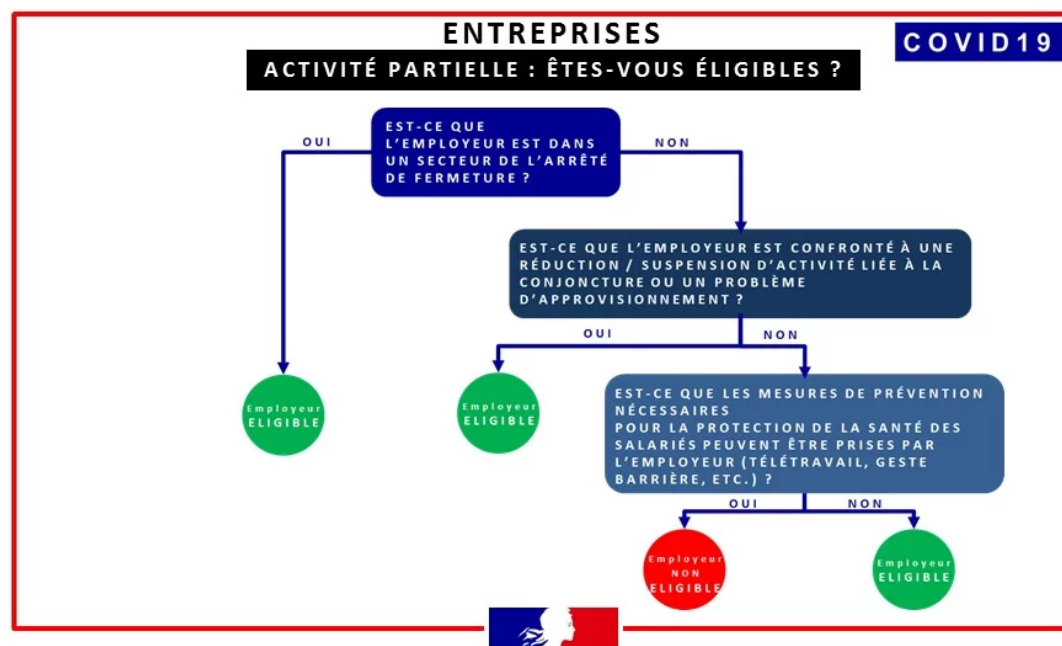 ENTREPRISES
COVID19
ACTIVITÉ PARTIELLE : ÊTES-VOUS ÉLIGIBLES ?
EST-CE QUE
L'EMPLOYEUR EST DANS
UN SECTEUR DE L'ARRÊTÉ
DE FERMETURE ?
OUI
NON
EST-CE QUE L'EMPLOYEUR EST CONFRONTÉ À UNE
RÉDUCTION / SUSPENSION D'ACTIVITÉ LIÉE À LA
CONJONCTURE OU UN PROBLÈME
D'APPROVISIONNEMENT ?
OUI
NON
Employeur
ELIGIBLE
Employeur
ELIGIBLE
EST-CE QUE LES MESURES DE PRÉVENTION
NÉCESSAIRES
POUR LA PROTECTION DE LA SANTÉ DES
SALARIÉS PEUVENT ÊTRE PRISES PAR
L'EMPLOYEUR (TÉLÉTRAVAIL, GESTE
BARRIÈRE, ETC.) ?
OUI
NON
Employeur
NON
ELIGIBLE
Employeur
ELIGIBLE